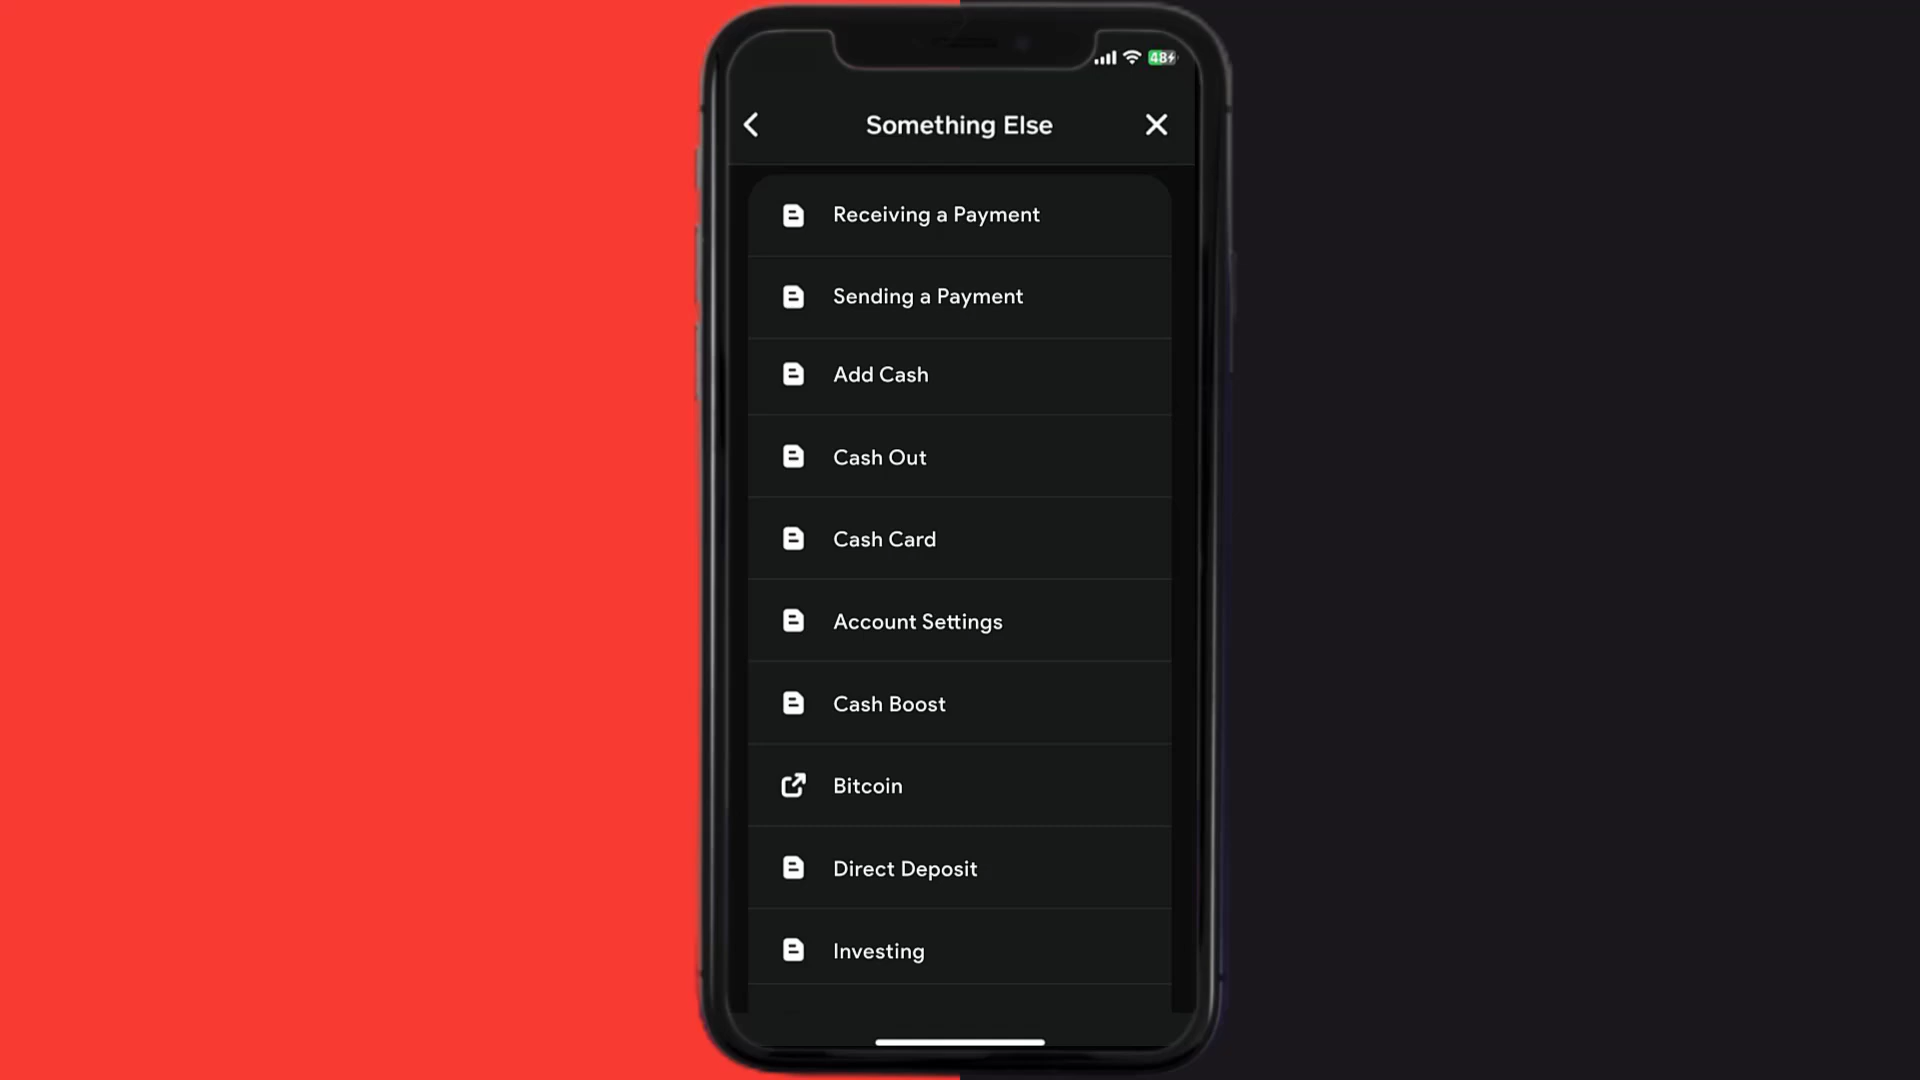 48
Something Else
Receiving a Payment
Sending a Payment
Add Cash
Cash Out
Cash Card
Account Settings
Cash Boost
Bitcoin
Direct Deposit
Investing